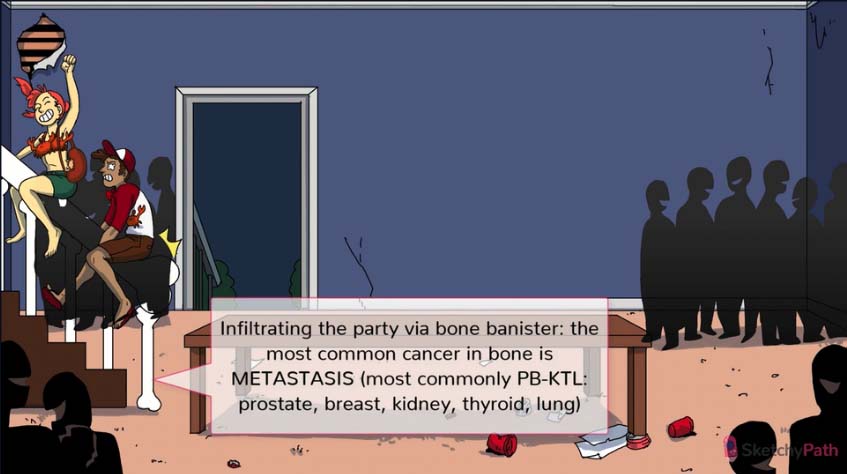 Infiltrating the party via bone banister: the
most common cancer in bone is
METASTASIS (most commonly PB-KTL:
prostate, breast, kidney, thyroid, lung)
SketchyPath